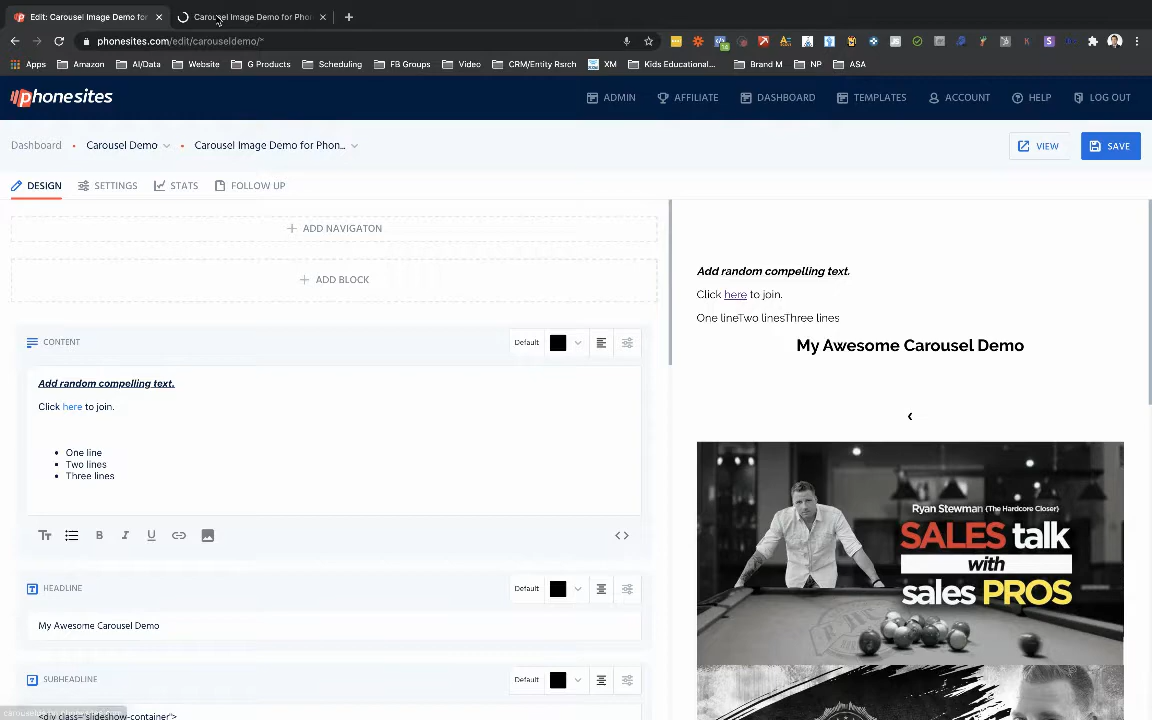 Edit: Carousel Image Demo for
Carousel Image Demo for Phon
phonesites.com/edit/carouseldemo/*
Apps
Amazon
AI/Data
Website
G Products
Scheduling
FB Groups
Video
CRM/Entity Rsrch
XM
Kids Educational...
Brand M
NP
ASA
phonesites
ADMIN
AFFILIATE
DASHBOARD
TEMPLATES
ACCOUNT
HELP
LOG OUT
Dashboard
Carousel Demo
Carousel Image Demo for Phon...
VIEW
SAVE
DESIGN
SETTINGS
STATS
FOLLOW UP
+ ADD NAVIGATON
+ ADD BLOCK
CONTENT
Default
Add random compelling text.
Click here to join.
• One line
• Two lines
• Three lines
HEADLINE
Default
My Awesome Carousel Demo
SUBHEADLINE
Default
<div class="slideshow-container">
Add random compelling text.
Click here to join.
One lineTwo linesThree lines
My Awesome Carousel Demo
‹
Ryan Stewman (The Hardcore Closer)
SALES talk
with
sales PROS